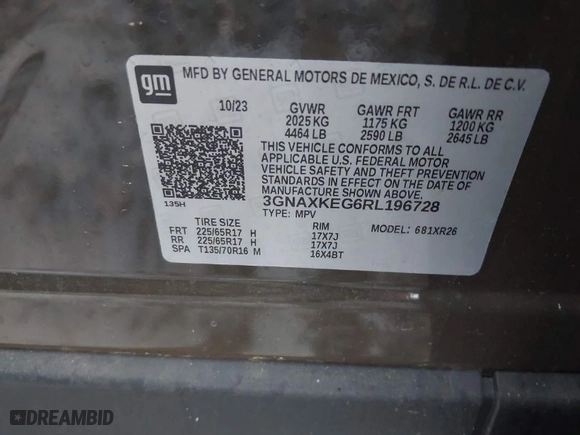 gm
MFD BY GENERAL MOTORS DE MEXICO, S. DE R.L. DE C.V.
10/23 GVWR GAWR FRT GAWR RR
2025 KG 1175 KG 1200 KG
4464 LB 2590 LB 2645 LB
THIS VEHICLE CONFORMS TO ALL
APPLICABLE U.S. FEDERAL MOTOR
VEHICLE SAFETY AND THEFT PREVENTION
STANDARDS IN EFFECT ON THE DATE OF
MANUFACTURE SHOWN ABOVE.
135H
3GNAXKEG6RL196728
TYPE: MPV MODEL: 681XR26
TIRE SIZE RIM
FRT 225/65R17 H 17X7J
RR 225/65R17 H 17X7J
SPA T135/70R16 M 16X4BT
DREAMBID